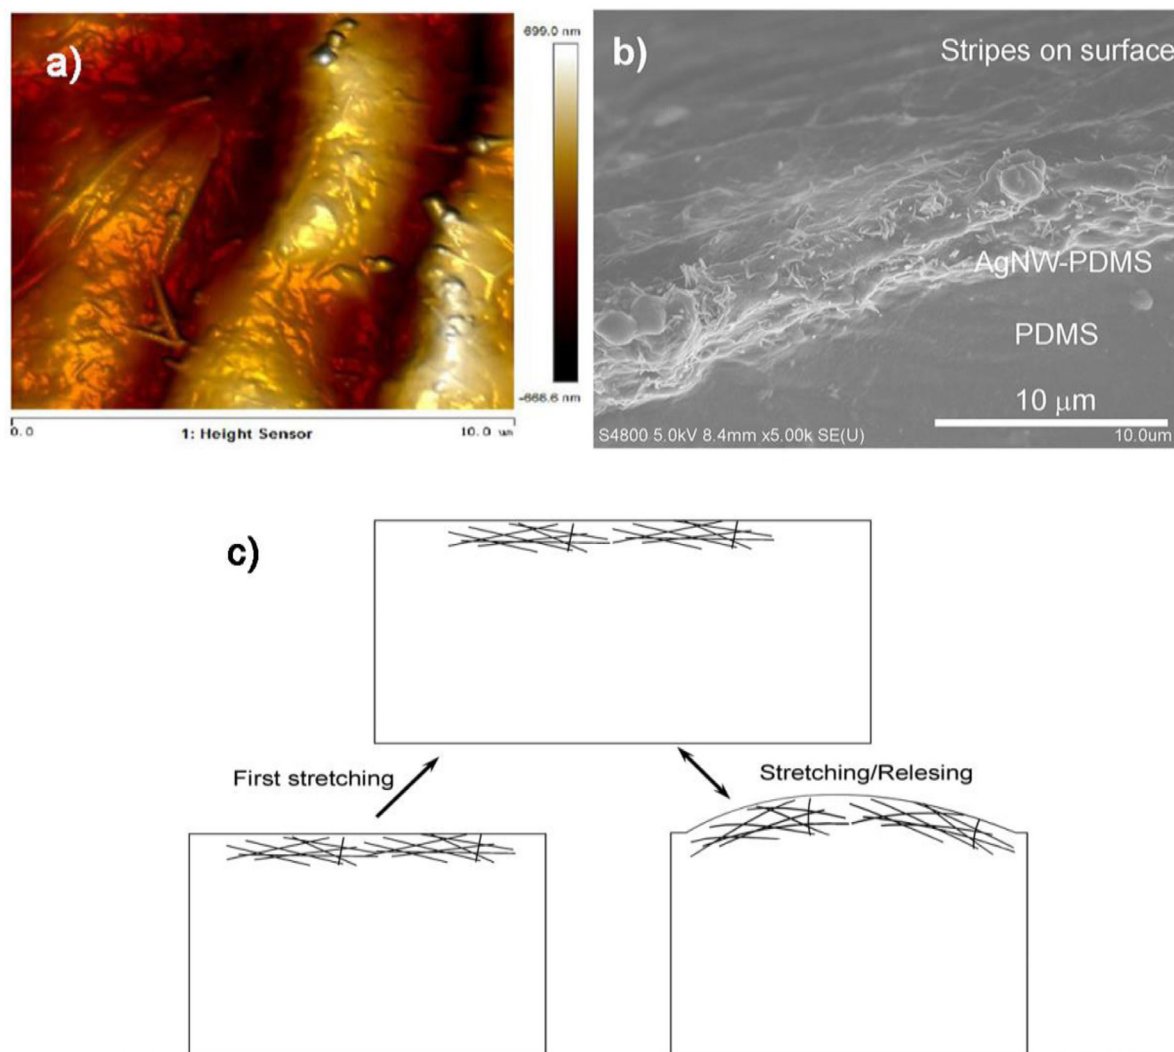 a)
699.0 nm
-668.6 nm
0.0
1: Height Sensor
10.0 um
b)
Stripes on surface
AgNW-PDMS
PDMS
10 µm
S4800 5.0kV 8.4mm x5.00k SE(U)
10.0um
c)
First stretching
Stretching/Relesing